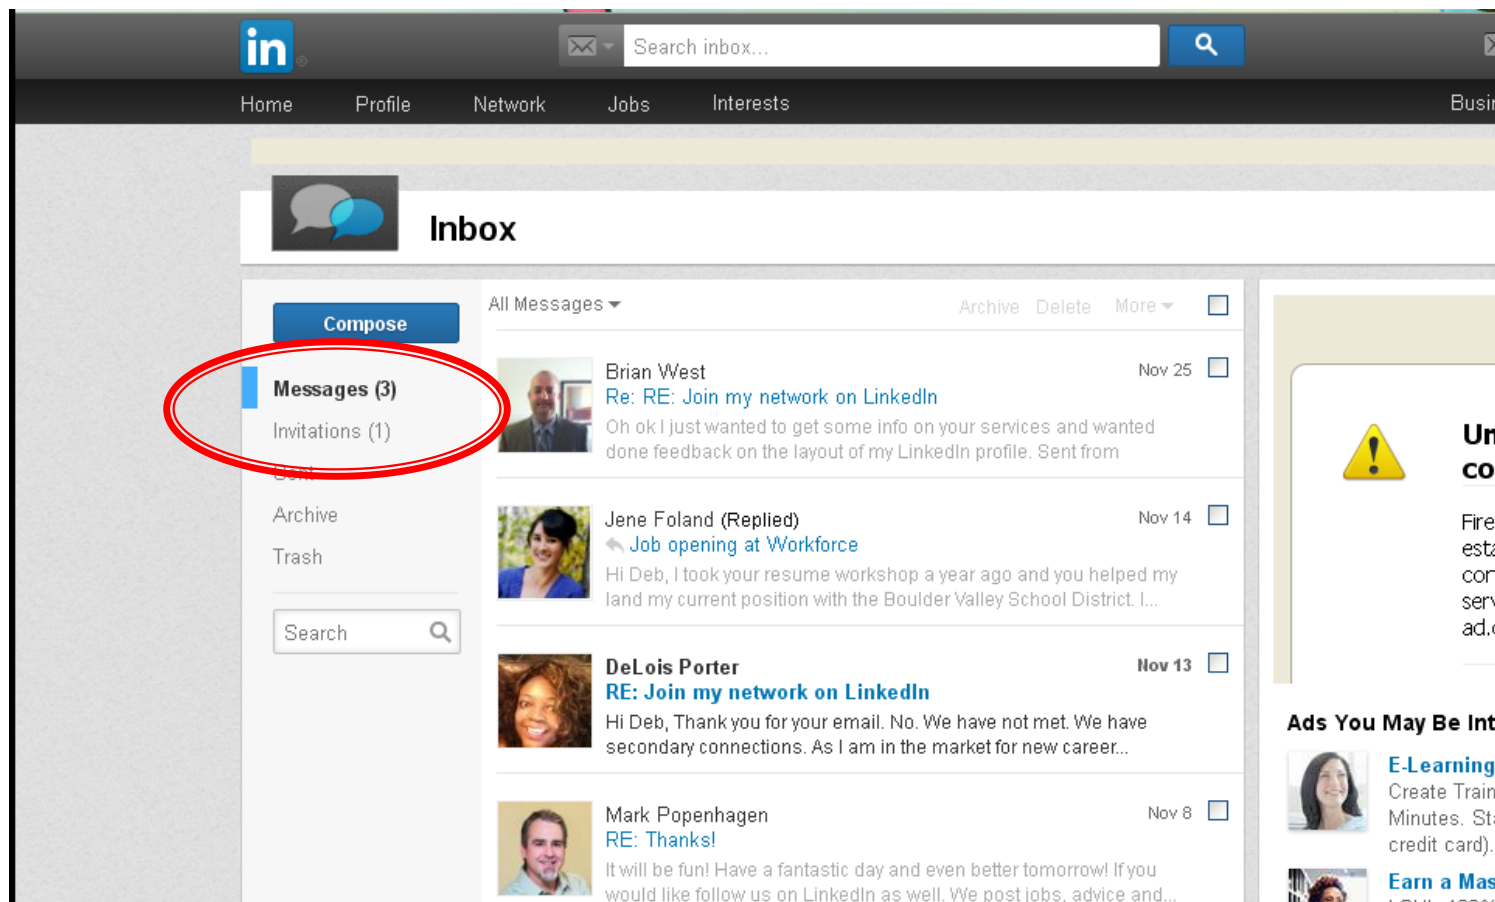 in ®
Search inbox...
Home Profile Network Jobs Interests
Inbox
Compose
Messages (3)
Invitations (1)
Sent
Archive
Trash
Search
All Messages
Archive Delete More
Brian West Nov 25
Re: RE: Join my network on LinkedIn
Oh ok I just wanted to get some info on your services and wanted
done feedback on the layout of my LinkedIn profile. Sent from
Jene Foland (Replied) Nov 14
Job opening at Workforce
Hi Deb, I took your resume workshop a year ago and you helped my
land my current position with the Boulder Valley School District. I...
DeLois Porter Nov 13
RE: Join my network on LinkedIn
Hi Deb, Thank you for your email. No. We have not met. We have
secondary connections. As I am in the market for new career...
Mark Popenhagen Nov 8
RE: Thanks!
It will be fun! Have a fantastic day and even better tomorrow! If you
would like follow us on LinkedIn as well. We post jobs, advice and...
Fire
ad.
Ads You May Be
E-Learning
Create
Minutes.
credit card).
Earn a